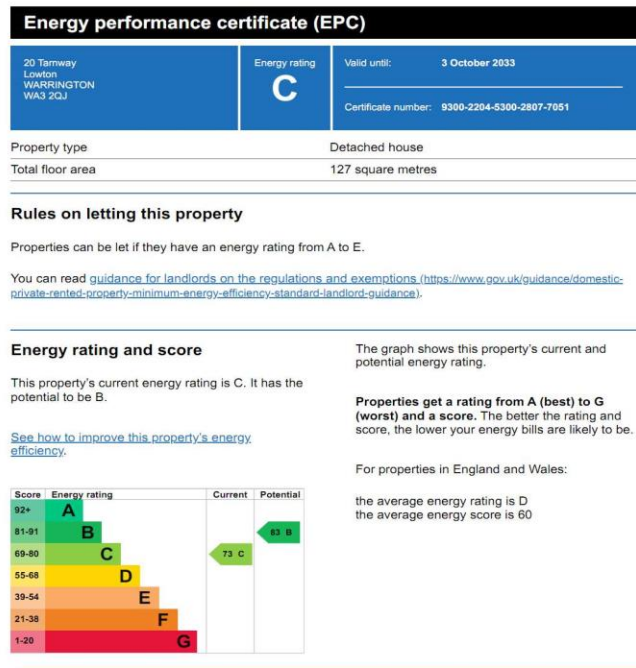 Energy performance certificate (EPC)
20 Tarnway
Lowton
WARRINGTON
WA3 2QJ
Energy rating
C
Valid until: 3 October 2033
Certificate number: 9300-2204-5300-2807-7051
Property type Detached house
Total floor area 127 square metres
Rules on letting this property
Properties can be let if they have an energy rating from A to E.
You can read guidance for landlords on the regulations and exemptions (https://www.gov.uk/guidance/domestic-
private-rented-property-minimum-energy-efficiency-standard-landlord-guidance).
Energy rating and score
This property's current energy rating is C. It has the
potential to be B.
See how to improve this property's energy
efficiency.
Score Energy rating Current Potential
92+ A
81-91 B 83 B
69-80 C 73 C
55-68 D
39-54 E
21-38 F
1-20 G
The graph shows this property's current and
potential energy rating.
Properties get a rating from A (best) to G
(worst) and a score. The better the rating and
score, the lower your energy bills are likely to be.
For properties in England and Wales:
the average energy rating is D
the average energy score is 60